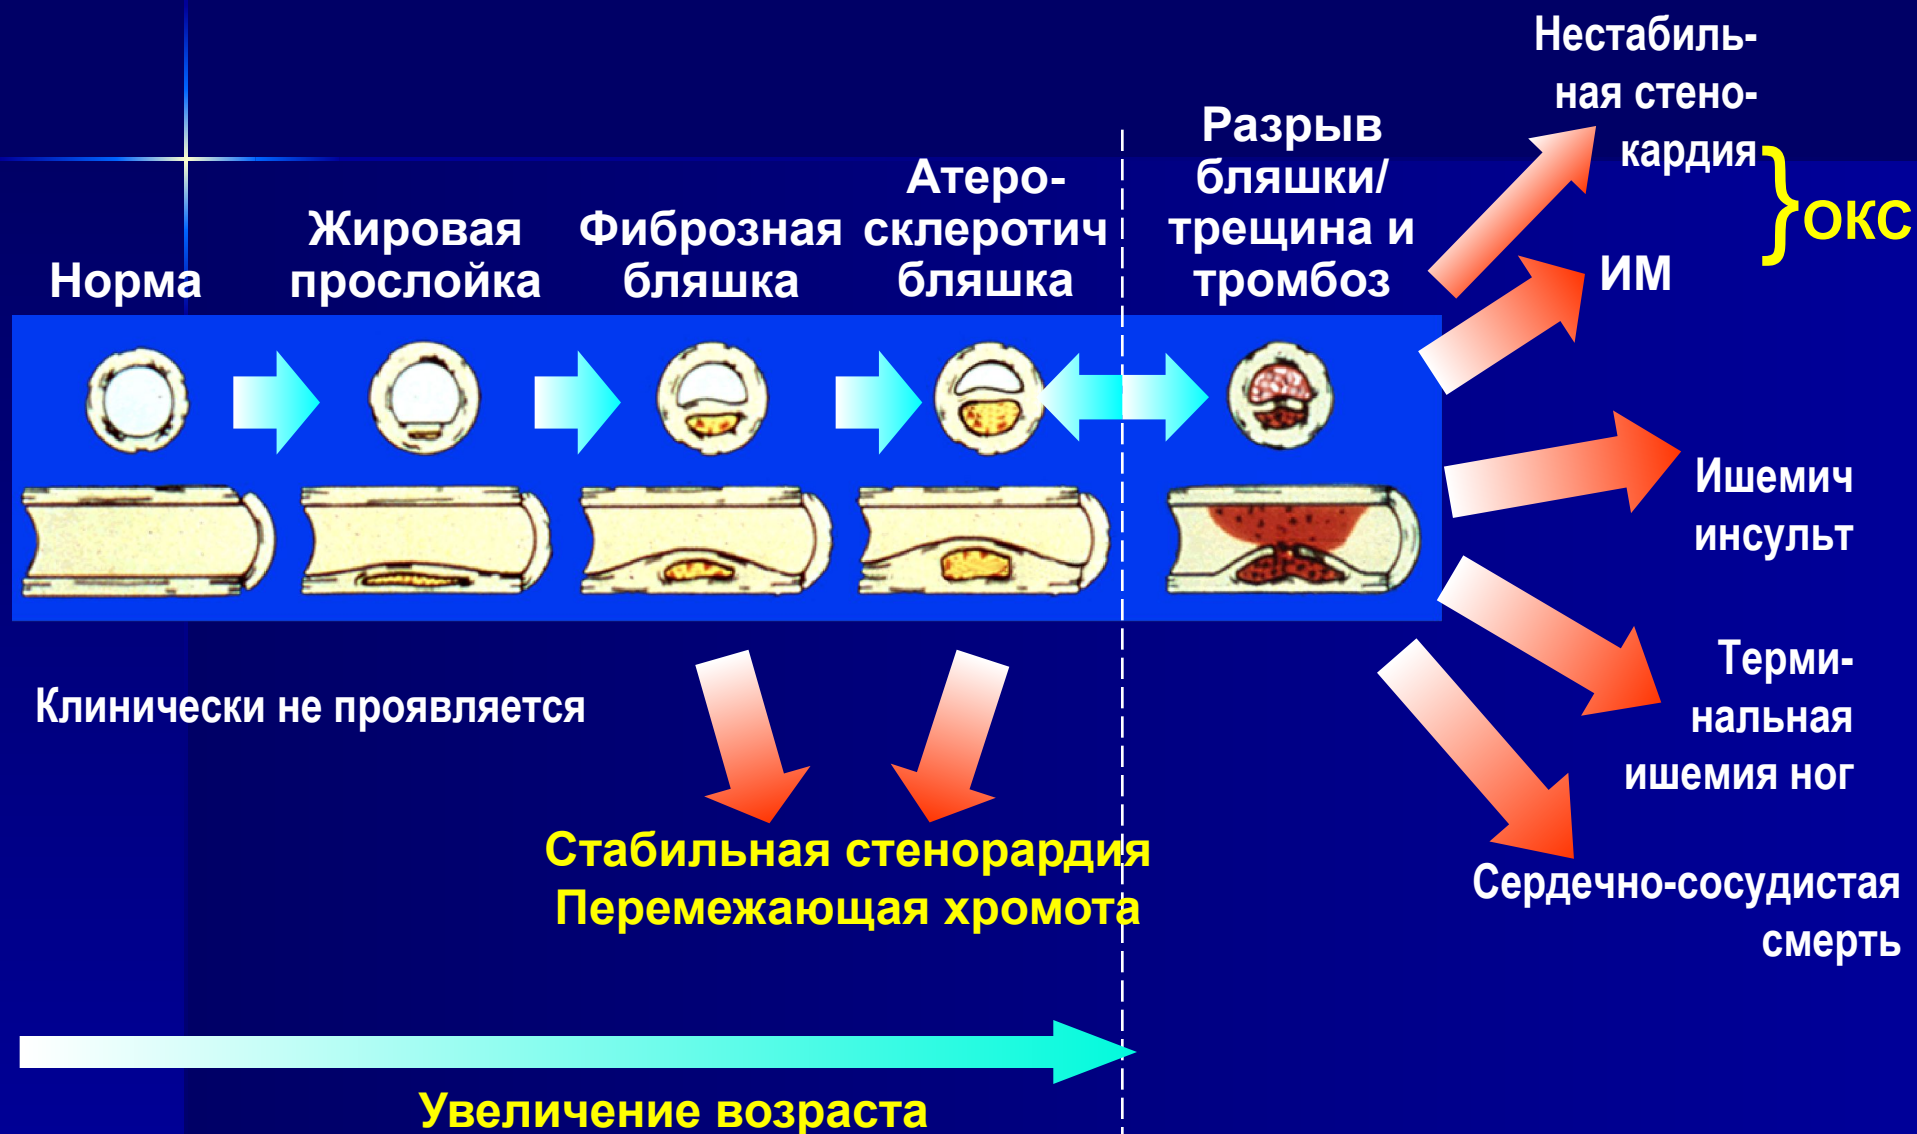 Норма
Жировая
прослойка
Фиброзная
бляшка
Атеро-
склеротич
бляшка
Разрыв
бляшки/
трещина и
тромбоз
Нестабиль-
ная стено-
кардия
}ОКС
ИМ
Ишемич
инсульт
Терми-
нальная
ишемия ног
Сердечно-сосудистая
смерть
Клинически не проявляется
Стабильная стенорардия
Перемежающая хромота
Увеличение возраста